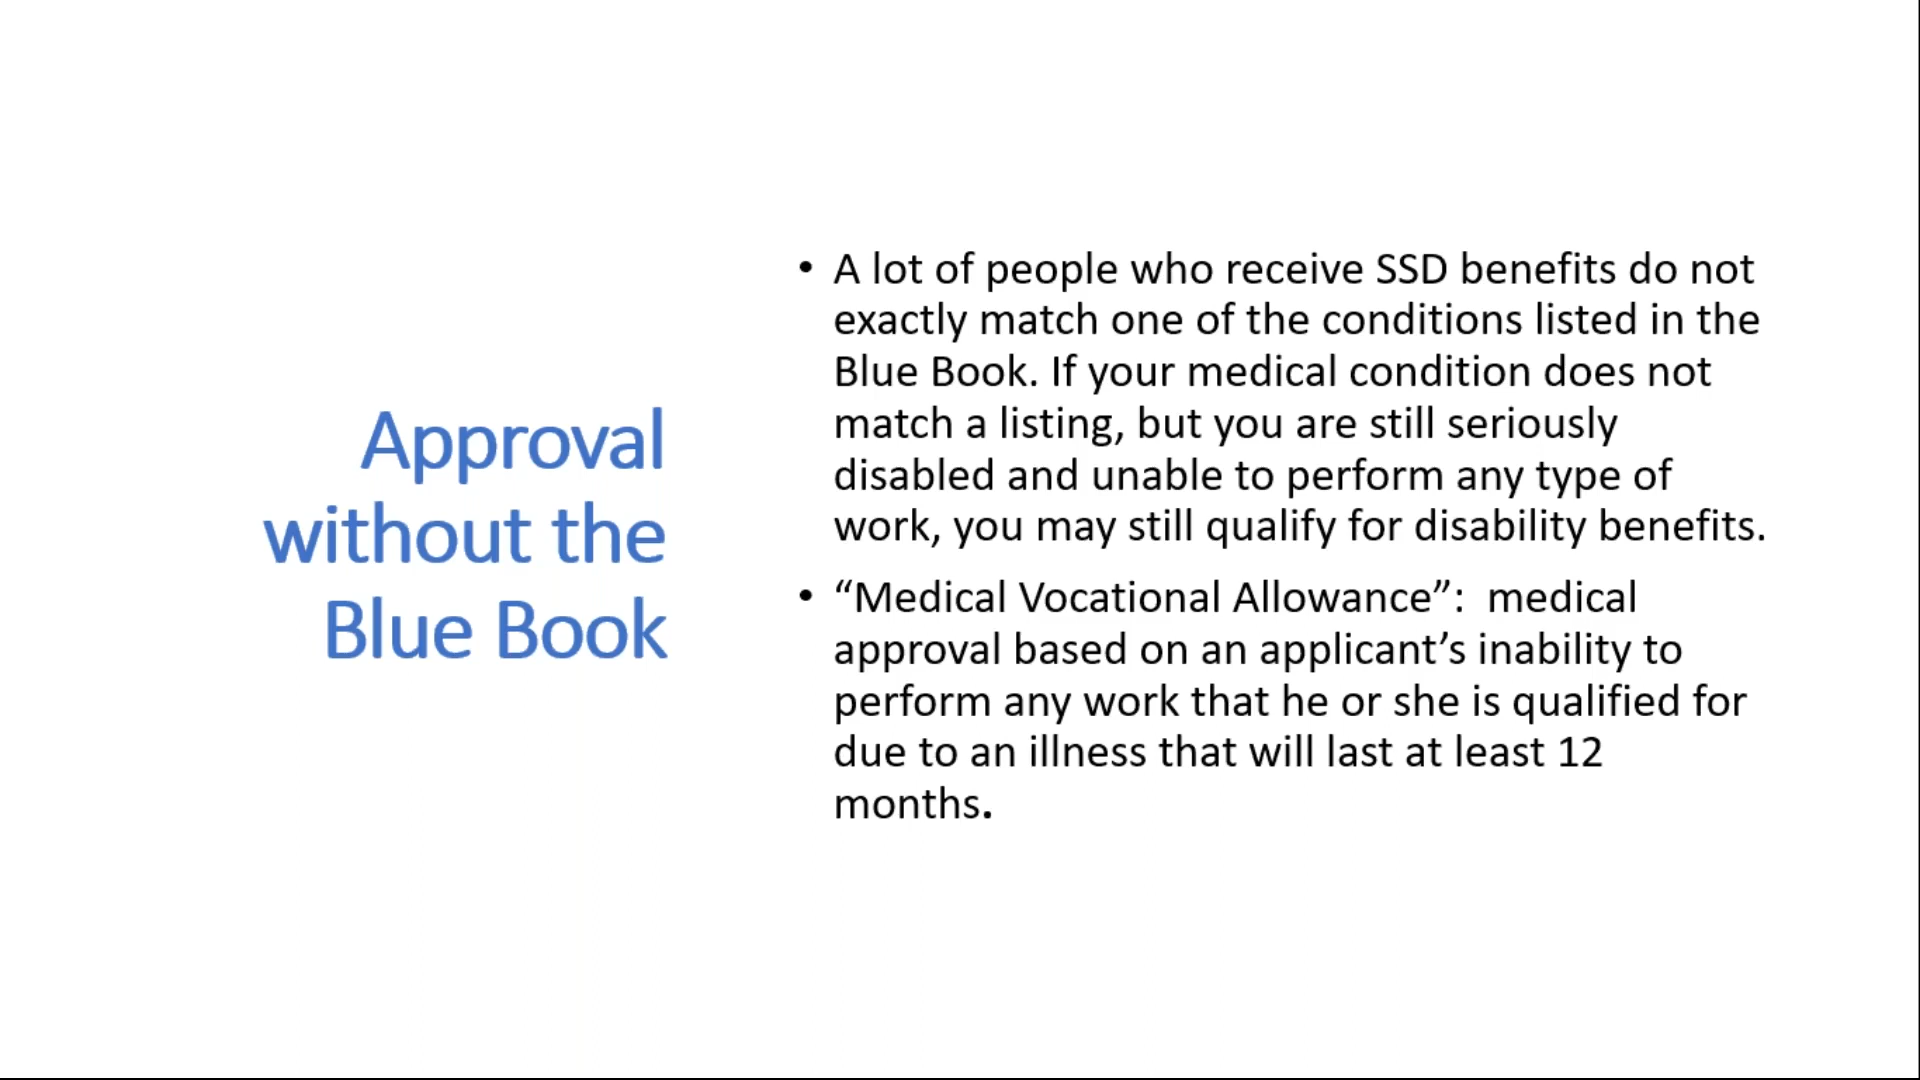 Approval
without the
Blue Book
• A lot of people who receive SSD benefits do not
exactly match one of the conditions listed in the
Blue Book. If your medical condition does not
match a listing, but you are still seriously
disabled and unable to perform any type of
work, you may still qualify for disability benefits.
• “Medical Vocational Allowance”:  medical
approval based on an applicant’s inability to
perform any work that he or she is qualified for
due to an illness that will last at least 12
months.